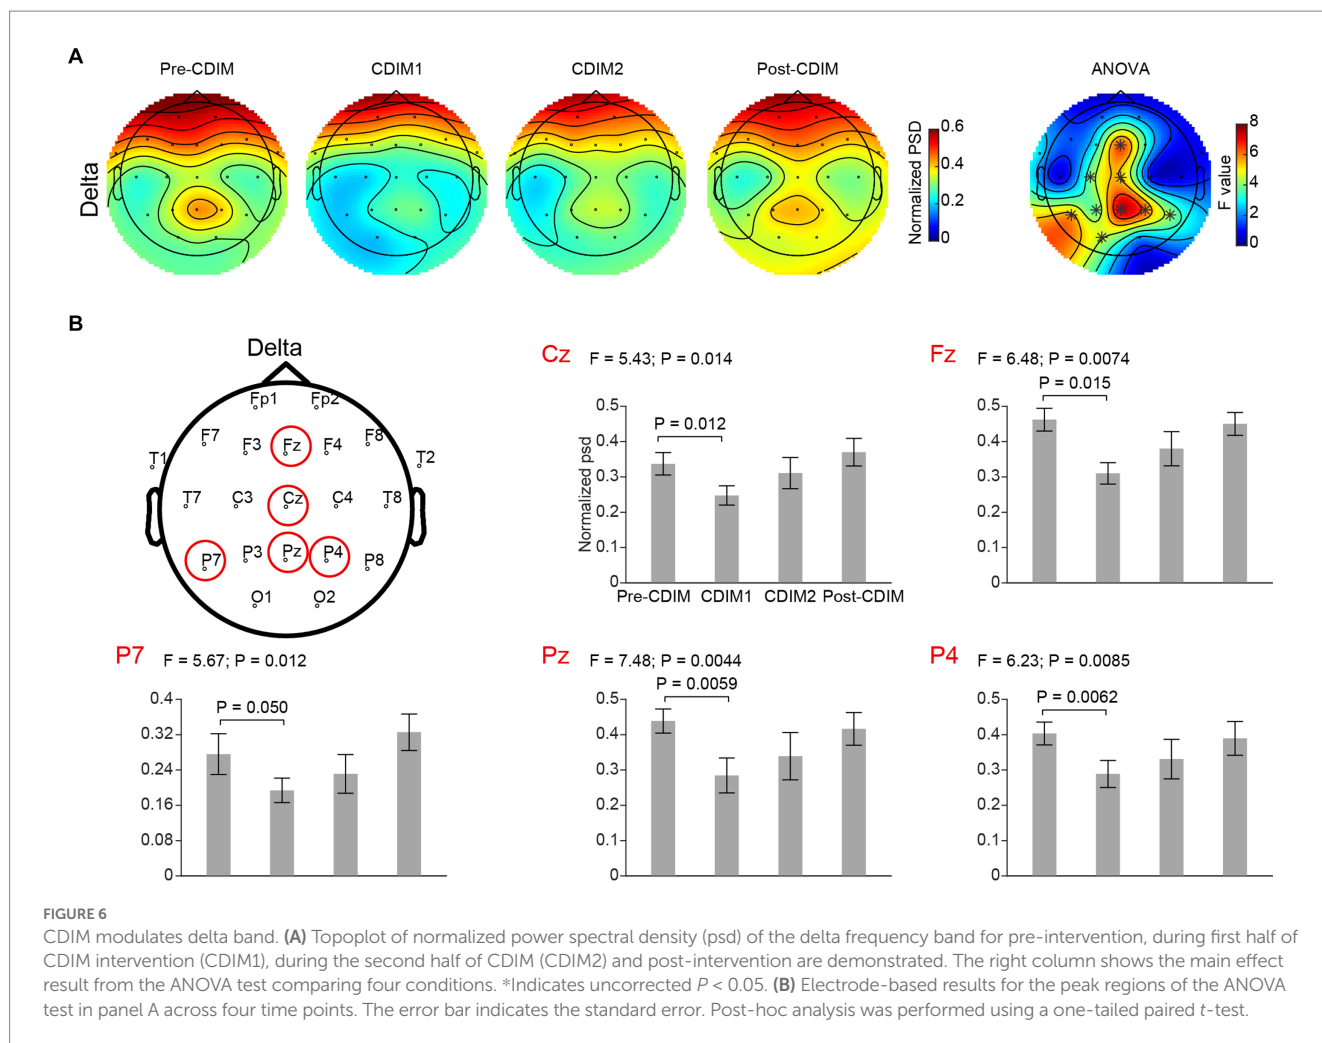 A
Pre-CDIM
CDIM1
CDIM2
Post-CDIM
ANOVA
Delta
0.6
0.4
0.2
0
Normalized PSD
8
6
4
2
0
F value
B
Delta
Fp1 Fp2
F7 F3 Fz F4 F8
T1 T2
T7 C3 Cz C4 T8
P7 P3 Pz P4 P8
O1 O2
Cz F = 5.43; P = 0.014
P = 0.012
0.5
0.4
0.3
0.2
0.1
0
Normalized psd
Pre-CDIM CDIM1 CDIM2 Post-CDIM
Fz F = 6.48; P = 0.0074
P = 0.015
0.5
0.4
0.3
0.2
0.1
0
P7 F = 5.67; P = 0.012
P = 0.050
0.4
0.32
0.24
0.16
0.08
0
Pz F = 7.48; P = 0.0044
P = 0.0059
0.5
0.4
0.3
0.2
0.1
0
P4 F = 6.23; P = 0.0085
P = 0.0062
0.5
0.4
0.3
0.2
0.1
0
FIGURE 6
CDIM modulates delta band. (A) Topoplot of normalized power spectral density (psd) of the delta frequency band for pre-intervention, during first half of
CDIM intervention (CDIM1), during the second half of CDIM (CDIM2) and post-intervention are demonstrated. The right column shows the main effect
result from the ANOVA test comparing four conditions. *Indicates uncorrected P < 0.05. (B) Electrode-based results for the peak regions of the ANOVA
test in panel A across four time points. The error bar indicates the standard error. Post-hoc analysis was performed using a one-tailed paired t-test.